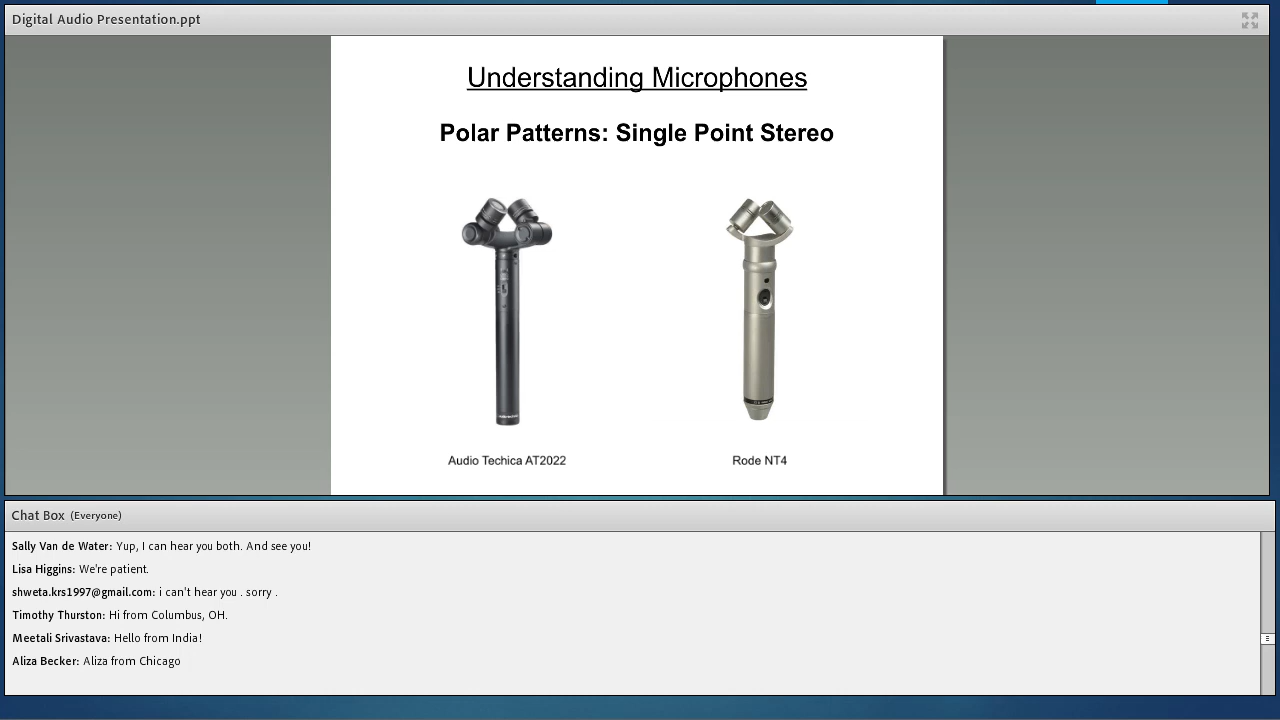 Digital Audio Presentation.ppt
Understanding Microphones
Polar Patterns: Single Point Stereo
Audio Techica AT2022
Rode NT4
Chat Box (Everyone)
Sally Van de Water: Yup, I can hear you both. And see you!
Lisa Higgins: We're patient.
shweta.krs1997@gmail.com: i can't hear you . sorry .
Timothy Thurston: Hi from Columbus, OH.
Meetali Srivastava: Hello from India!
Aliza Becker: Aliza from Chicago